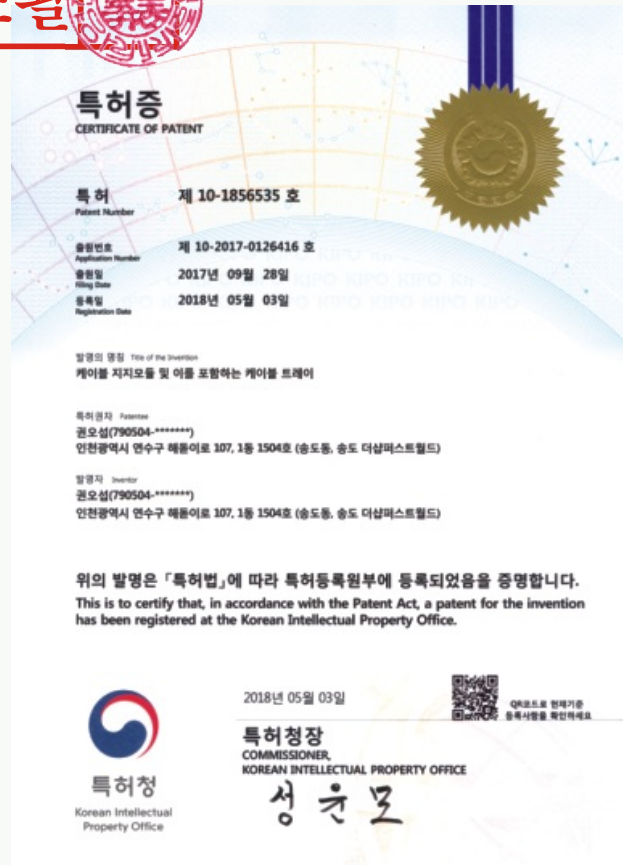 특허증
CERTIFICATE OF PATENT
특 허 제 10-1856535 호
Patent Number
출원번호 제 10-2017-0126416 호
Application Number
출원일 2017년 09월 28일
Filing Date
등록일 2018년 05월 03일
Registration Date
발명의 명칭 Title of the Invention
케이블 지지모듈 및 이를 포함하는 케이블 트레이
특허권자 Patentee
권오섭(790504-*******)
인천광역시 연수구 해돋이로 107, 1동 1504호 (송도동, 송도 더샵퍼스트월드)
발명자 Inventor
권오섭(790504-*******)
인천광역시 연수구 해돋이로 107, 1동 1504호 (송도동, 송도 더샵퍼스트월드)
위의 발명은 「특허법」에 따라 특허등록원부에 등록되었음을 증명합니다.
This is to certify that, in accordance with the Patent Act, a patent for the invention
has been registered at the Korean Intellectual Property Office.
2018년 05월 03일
QR코드로 현재기준
등록사항을 확인하세요
특허청장
COMMISSIONER,
KOREAN INTELLECTUAL PROPERTY OFFICE
성윤모
특허청
Korean Intellectual
Property Office